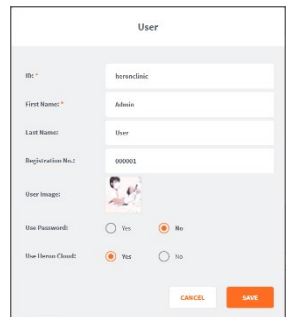 User
ID: * heronclinic
First Name: * Admin
Last Name: User
Registration No.: 000001
User Image:
Use Password: Yes No
Use Heron Cloud: Yes No
CANCEL SAVE